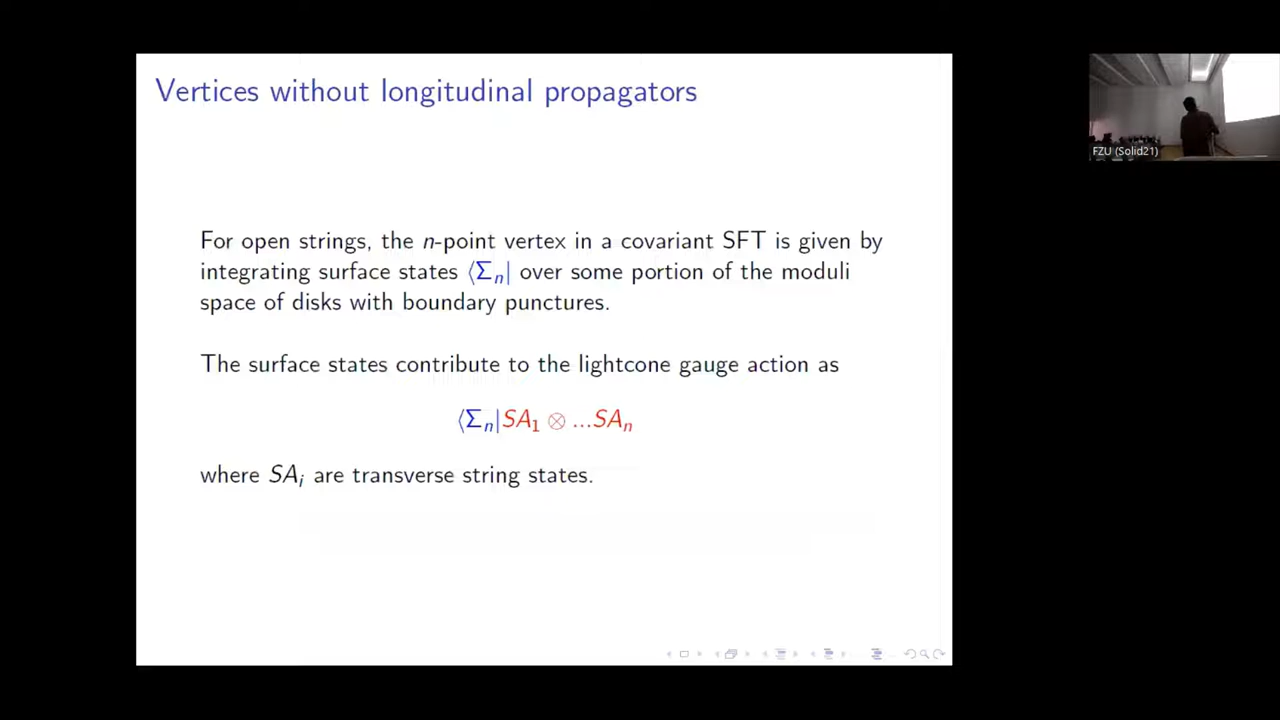 Vertices without longitudinal propagators
FZU (Solid21)
For open strings, the n-point vertex in a covariant SFT is given by
integrating surface states ⟨Σₙ| over some portion of the moduli
space of disks with boundary punctures.
The surface states contribute to the lightcone gauge action as
⟨Σₙ|SA₁ ⊗ ...SAₙ
where SAᵢ are transverse string states.